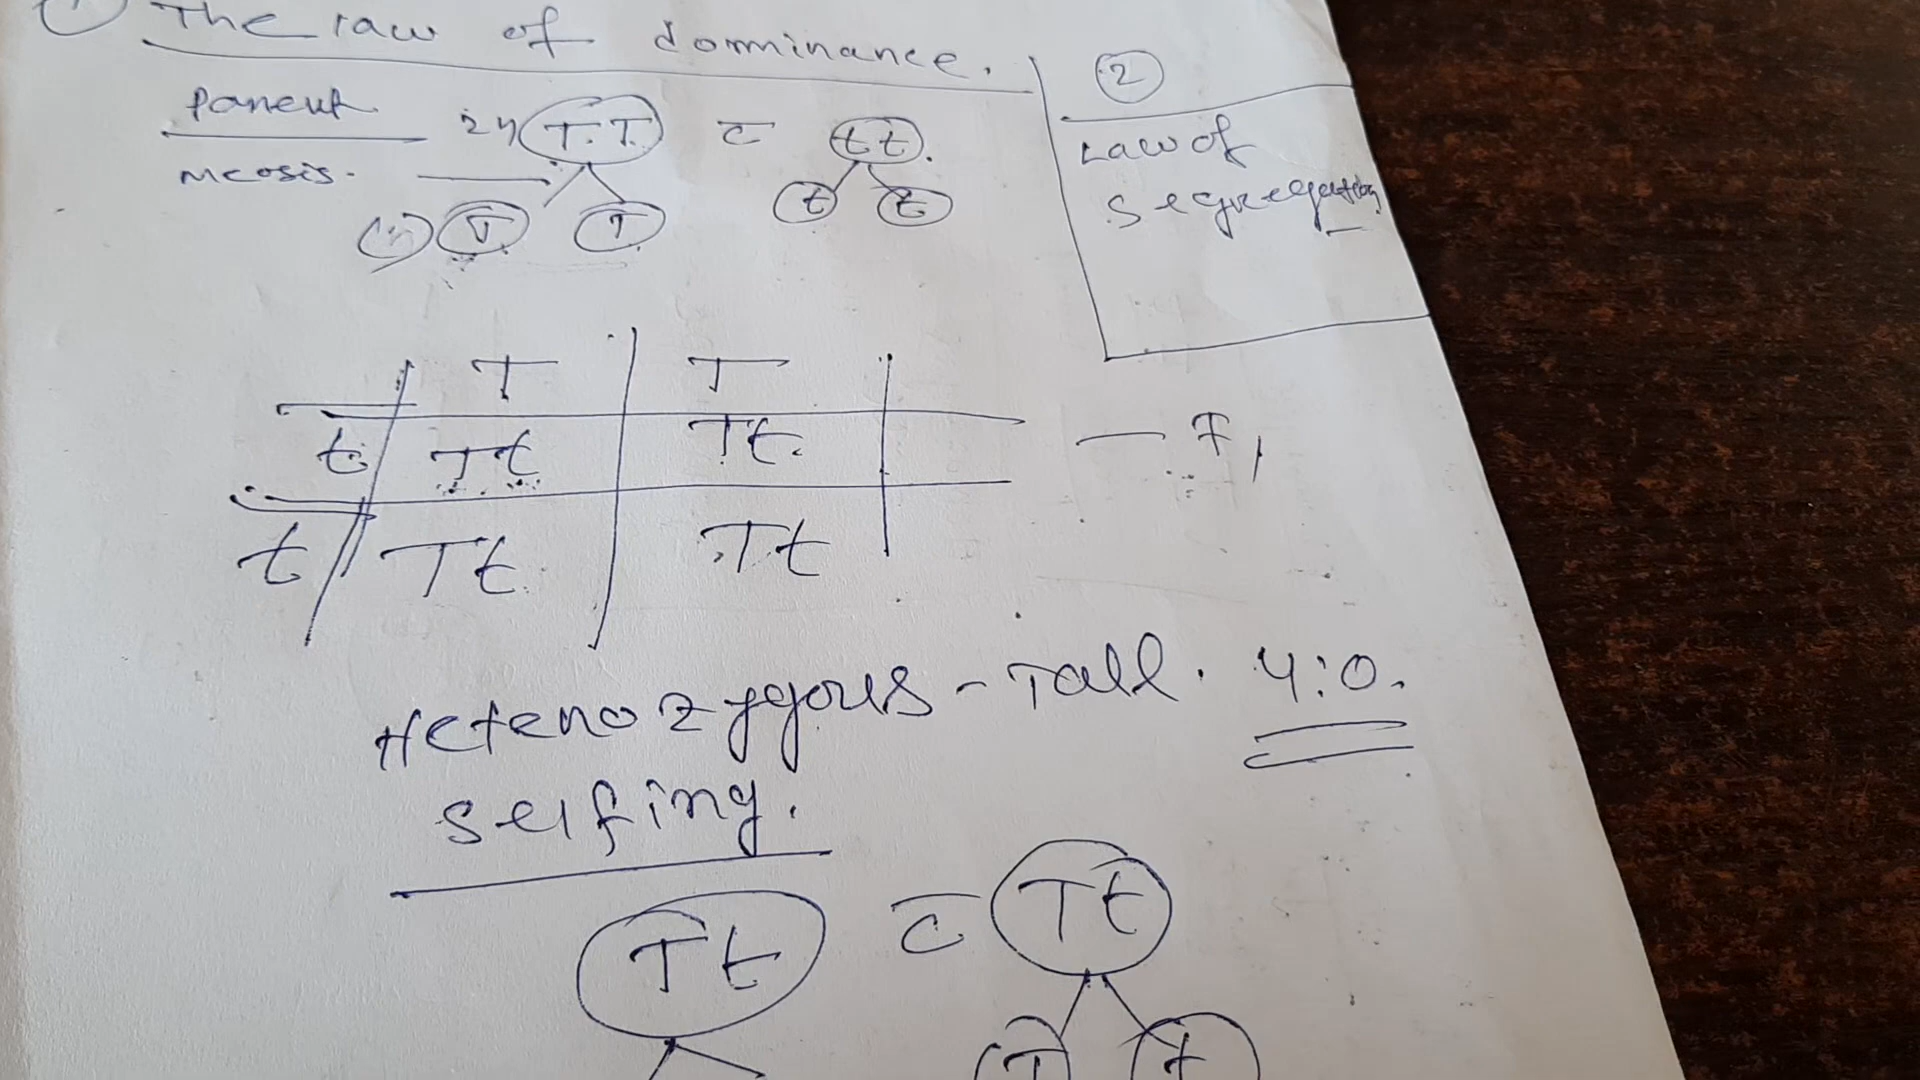 ① The law of dominance.
Parent 2n T.T. c̄ tt.
meosis.
(n) T T t t
②
Law of
segregation
T T
t Tt Tt. — F1
t Tt Tt
Heterozygous - Tall. 4:0.
selfing.
Tt c̄ Tt
T t